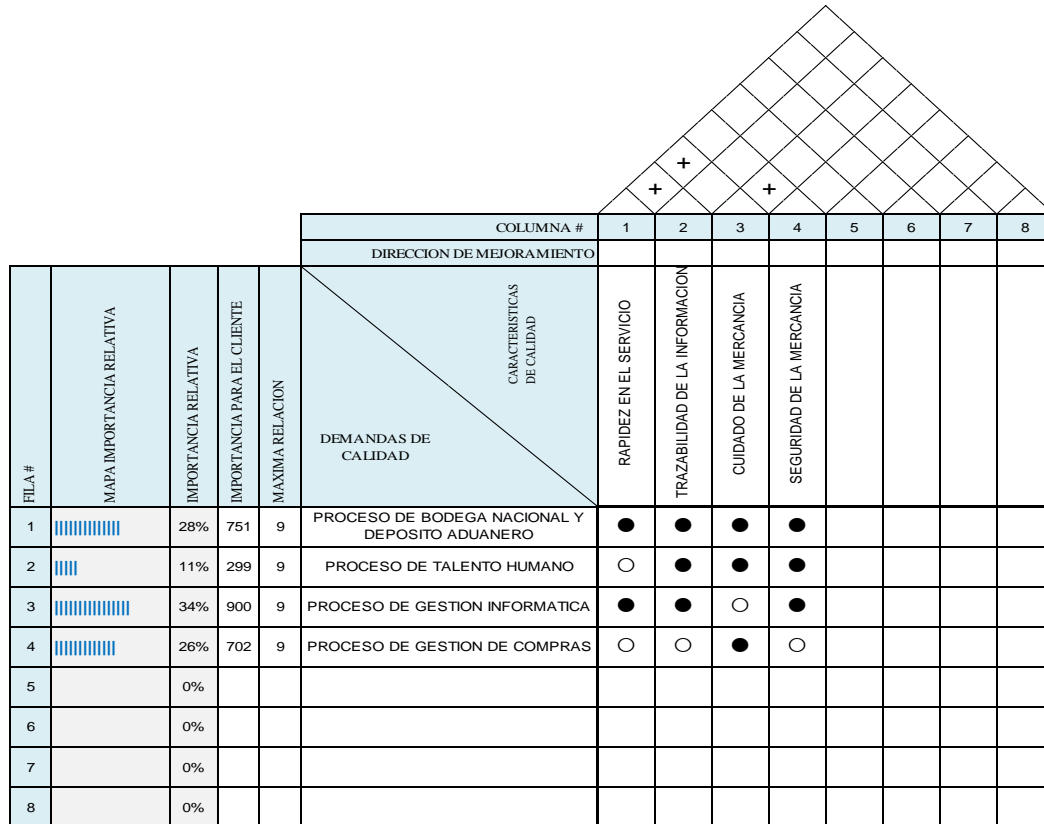 +
+ +
COLUMNA # 1 2 3 4 5 6 7 8
DIRECCION DE MEJORAMIENTO
FILA #
MAPA IMPORTANCIA RELATIVA
IMPORTANCIA RELATIVA
IMPORTANCIA PARA EL CLIENTE
MAXIMA RELACION
CARACTERISTICAS
DE CALIDAD
DEMANDAS DE
CALIDAD
RAPIDEZ EN EL SERVICIO
TRAZABILIDAD DE LA INFORMACION
CUIDADO DE LA MERCANCIA
SEGURIDAD DE LA MERCANCIA
1 |||||||||||||| 28% 751 9 PROCESO DE BODEGA NACIONAL Y
DEPOSITO ADUANERO ● ● ● ●
2 ||||| 11% 299 9 PROCESO DE TALENTO HUMANO ○ ● ● ●
3 |||||||||||||||| 34% 900 9 PROCESO DE GESTION INFORMATICA ● ● ○ ●
4 ||||||||||||| 26% 702 9 PROCESO DE GESTION DE COMPRAS ○ ○ ● ○
5 0%
6 0%
7 0%
8 0%